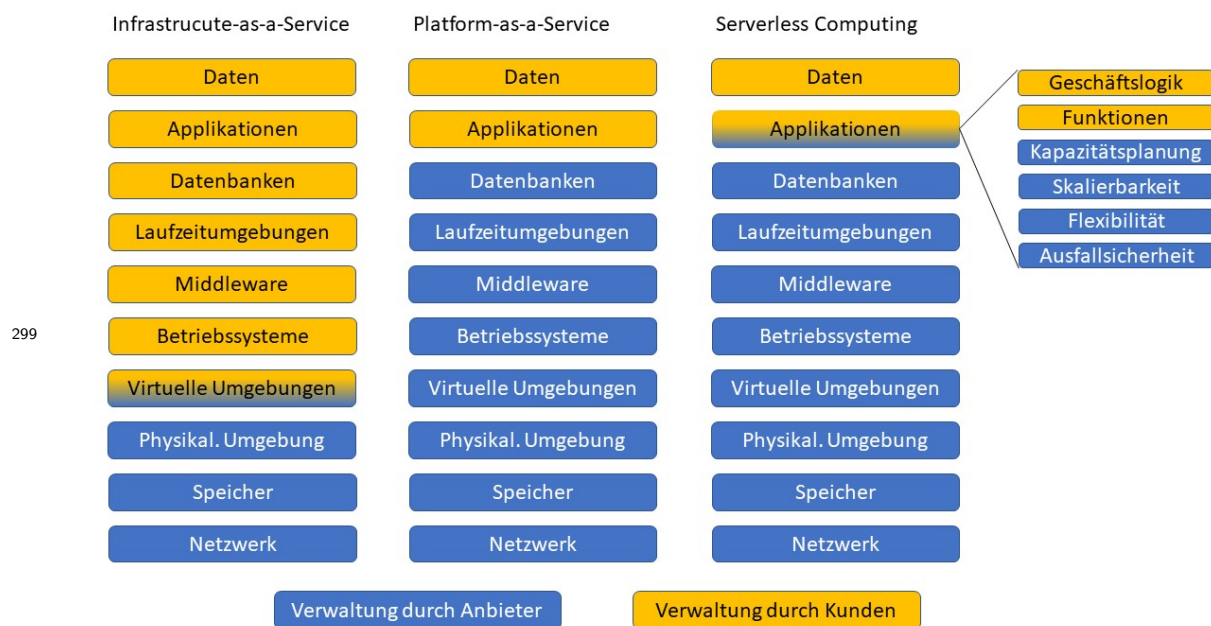 Infrastrucute-as-a-Service
Platform-as-a-Service
Serverless Computing
Daten
Daten
Daten
Geschäftslogik
Applikationen
Applikationen
Applikationen
Funktionen
Kapazitätsplanung
Datenbanken
Datenbanken
Datenbanken
Skalierbarkeit
Laufzeitumgebungen
Laufzeitumgebungen
Laufzeitumgebungen
Flexibilität
Ausfallsicherheit
Middleware
Middleware
Middleware
299
Betriebssysteme
Betriebssysteme
Betriebssysteme
Virtuelle Umgebungen
Virtuelle Umgebungen
Virtuelle Umgebungen
Physikal. Umgebung
Physikal. Umgebung
Physikal. Umgebung
Speicher
Speicher
Speicher
Netzwerk
Netzwerk
Netzwerk
Verwaltung durch Anbieter
Verwaltung durch Kunden